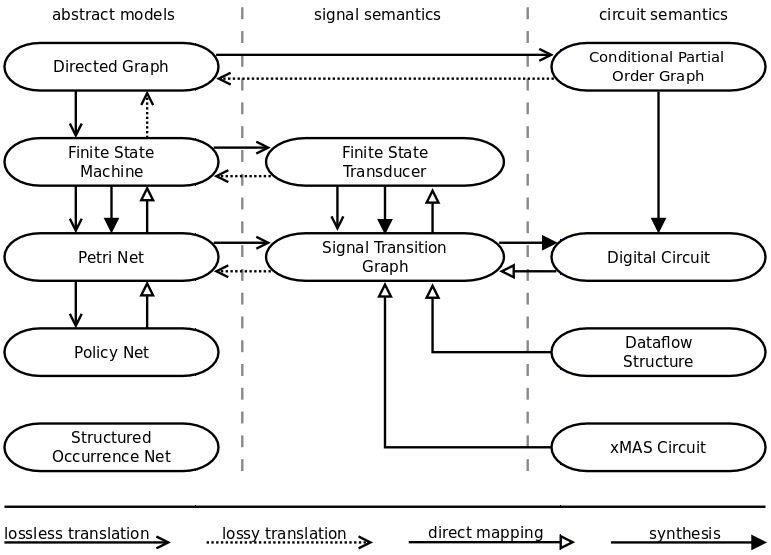 abstract models
signal semantics
circuit semantics
Directed Graph
Conditional Partial
Order Graph
Finite State
Machine
Finite State
Transducer
Petri Net
Signal Transition
Graph
Digital Circuit
Policy Net
Dataflow
Structure
Structured
Occurrence Net
xMAS Circuit
lossless translation
lossy translation
direct mapping
synthesis